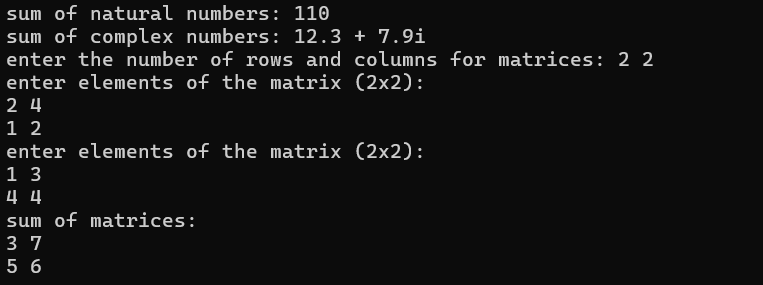 sum of natural numbers: 110
sum of complex numbers: 12.3 + 7.9i
enter the number of rows and columns for matrices: 2 2
enter elements of the matrix (2x2):
2 4
1 2
enter elements of the matrix (2x2):
1 3
4 4
sum of matrices:
3 7
5 6